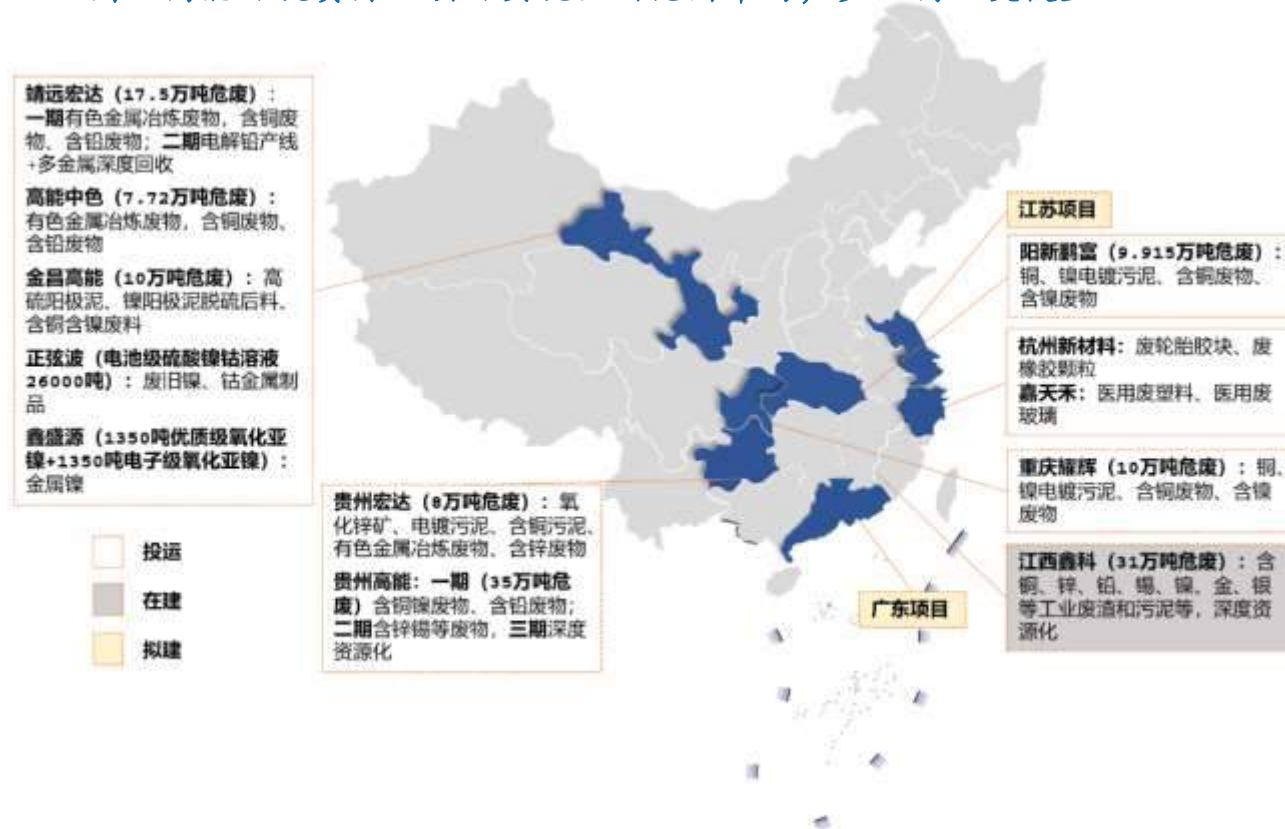 靖远宏达（17.5万吨危废）：
一期有色金属冶炼废物，含铜废
物、含铅废物；二期电解铅产线
+多金属深度回收
高能中色（7.72万吨危废）：
有色金属冶炼废物，含铜废物、
含铅废物
金昌高能（10万吨危废）：高
硫阳极泥、镍阳极泥脱硫后料、
含铜含镍废料
正弦波（电池级硫酸镍钴溶液
26000吨）：废旧镍、钴金属制
品
鑫盛源（1350吨优质级氧化亚
镍+1350吨电子级氧化亚镍）：
金属镍
投运
在建
拟建
贵州宏达（8万吨危废）：氧
化锌矿、电镀污泥、含铜污泥、
有色金属冶炼废物、含锌废物
贵州高能：一期（35万吨危
废）含铜镍废物、含铅废物；
二期含锌锡等废物，三期深度
资源化
江苏项目
阳新鹏富（9.915万吨危废）：
铜、镍电镀污泥、含铜废物、
含镍废物
杭州新材料：废轮胎胶块、废
橡胶颗粒
嘉天禾：医用废塑料、医用废
玻璃
重庆耀辉（10万吨危废）：铜、
镍电镀污泥、含铜废物、含镍
废物
江西鑫科（31万吨危废）：含
铜、锌、铅、锡、镍、金、银
等工业废渣和污泥等，深度资
源化
广东项目